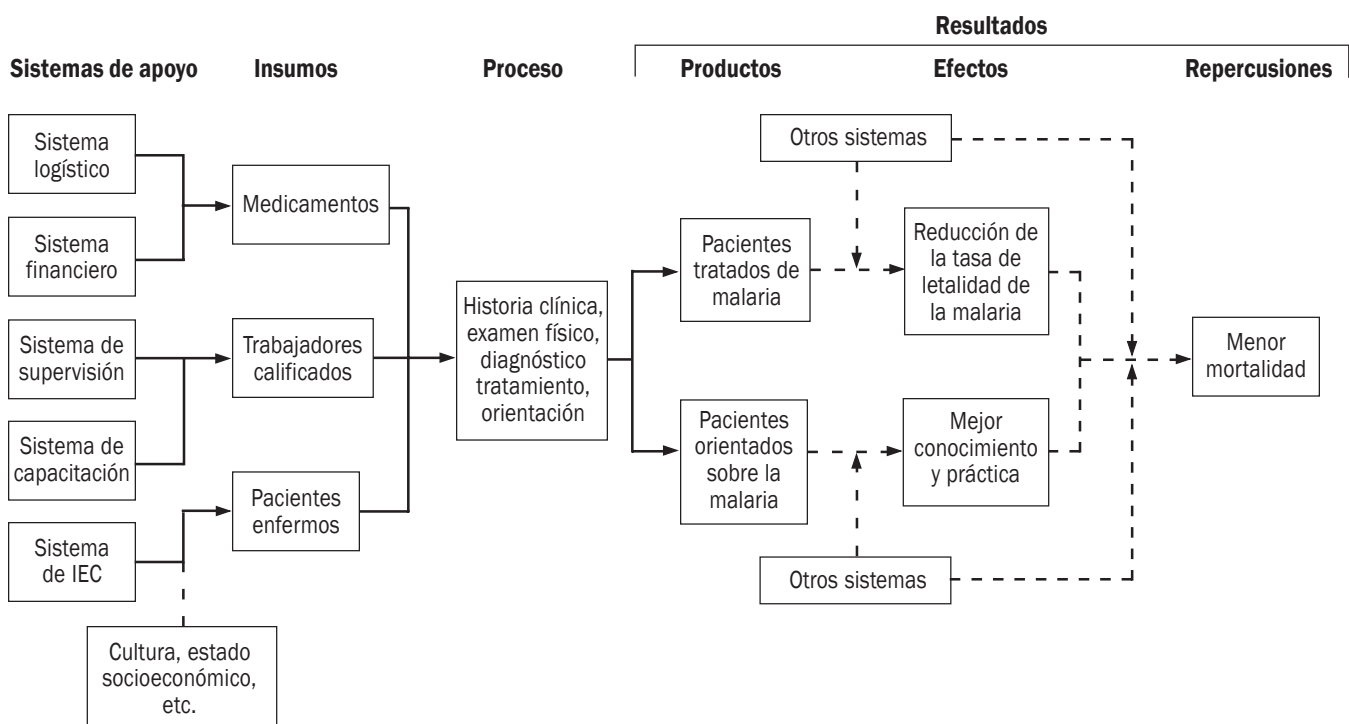 Resultados
Sistemas de apoyo
Insumos
Proceso
Productos
Efectos
Repercusiones
Sistema
logístico
Sistema
financiero
Sistema de
supervisión
Sistema de
capacitación
Sistema
de IEC
Cultura, estado
socioeconómico,
etc.
Medicamentos
Trabajadores
calificados
Pacientes
enfermos
Historia clínica,
examen físico,
diagnóstico
tratamiento,
orientación
Otros sistemas
Pacientes
tratados de
malaria
Pacientes
orientados
sobre la
malaria
Reducción de
la tasa de
letalidad de
la malaria
Mejor
conocimiento
y práctica
Otros sistemas
Menor
mortalidad